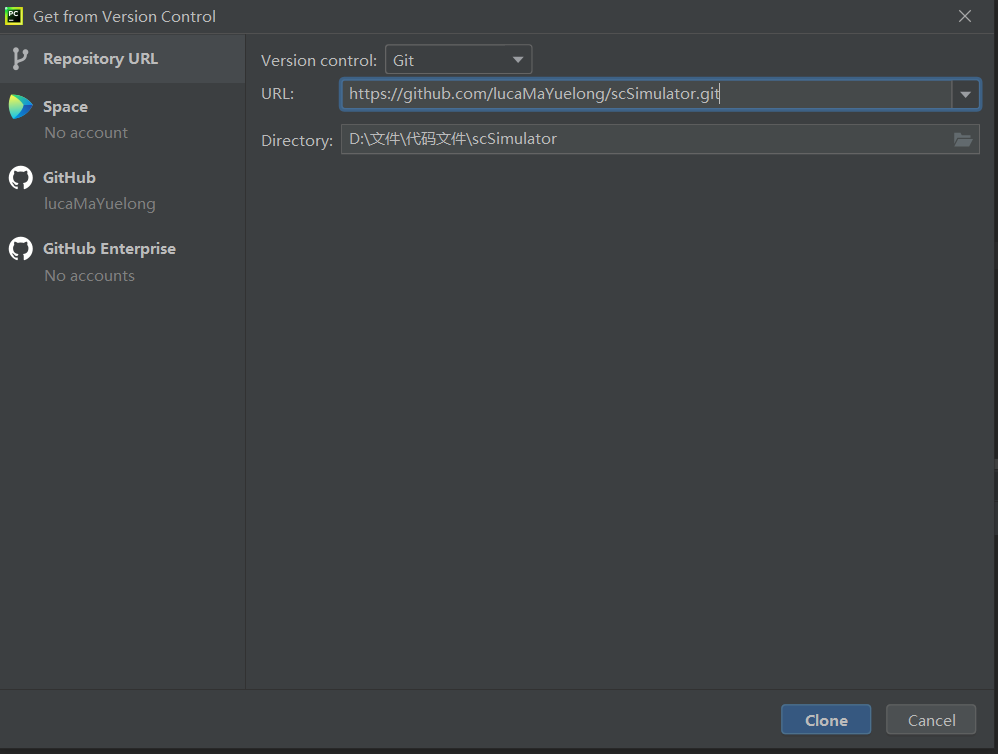 Get from Version Control
Repository URL
Space
No account
GitHub
lucaMaYuelong
GitHub Enterprise
No accounts
Version control: Git
URL: https://github.com/lucaMaYuelong/scSimulator.git
Directory: D:\文件\代码文件\scSimulator
Clone Cancel